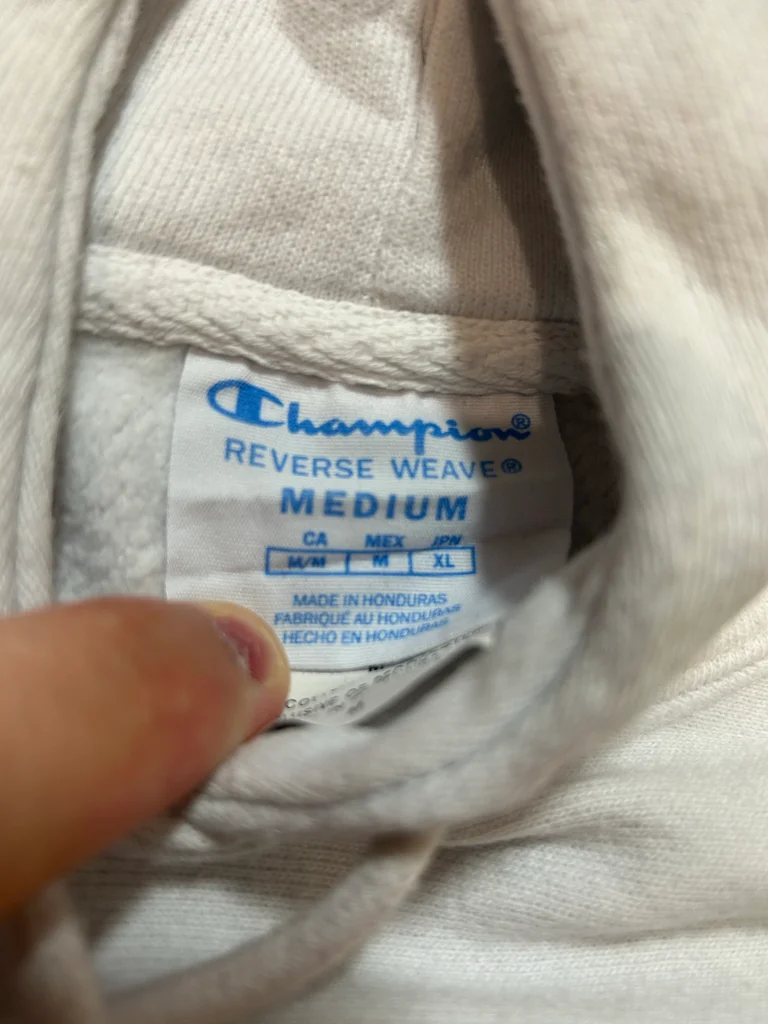 Champion®
REVERSE WEAVE®
MEDIUM
CA MEX JPN
M/M M XL
MADE IN HONDURAS
FABRIQUÉ AU HONDURAS
HECHO EN HONDURAS